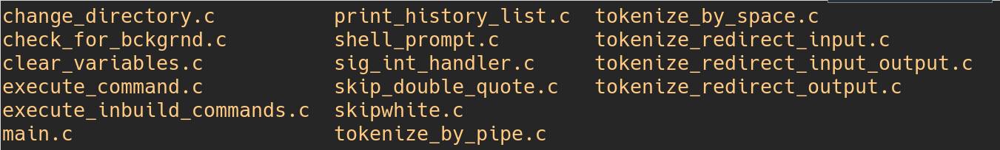 change_directory.c print_history_list.c tokenize_by_space.c
check_for_bckgrnd.c shell_prompt.c tokenize_redirect_input.c
clear_variables.c sig_int_handler.c tokenize_redirect_input_output.c
execute_command.c skip_double_quote.c tokenize_redirect_output.c
execute_inbuild_commands.c skipwhite.c
main.c tokenize_by_pipe.c